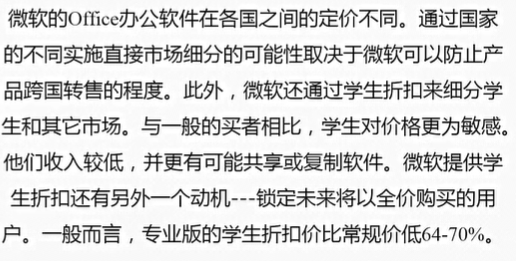 微软的Office办公软件在各国之间的定价不同。通过国家
的不同实施直接市场细分的可能性取决于微软可以防止产
品跨国转售的程度。此外，微软还通过学生折扣来细分学
生和其它市场。与一般的买者相比，学生对价格更为敏感。
他们收入较低，并更有可能共享或复制软件。微软提供学
生折扣还有另外一个动机---锁定未来将以全价购买的用
户。一般而言，专业版的学生折扣价比常规价低64-70%。